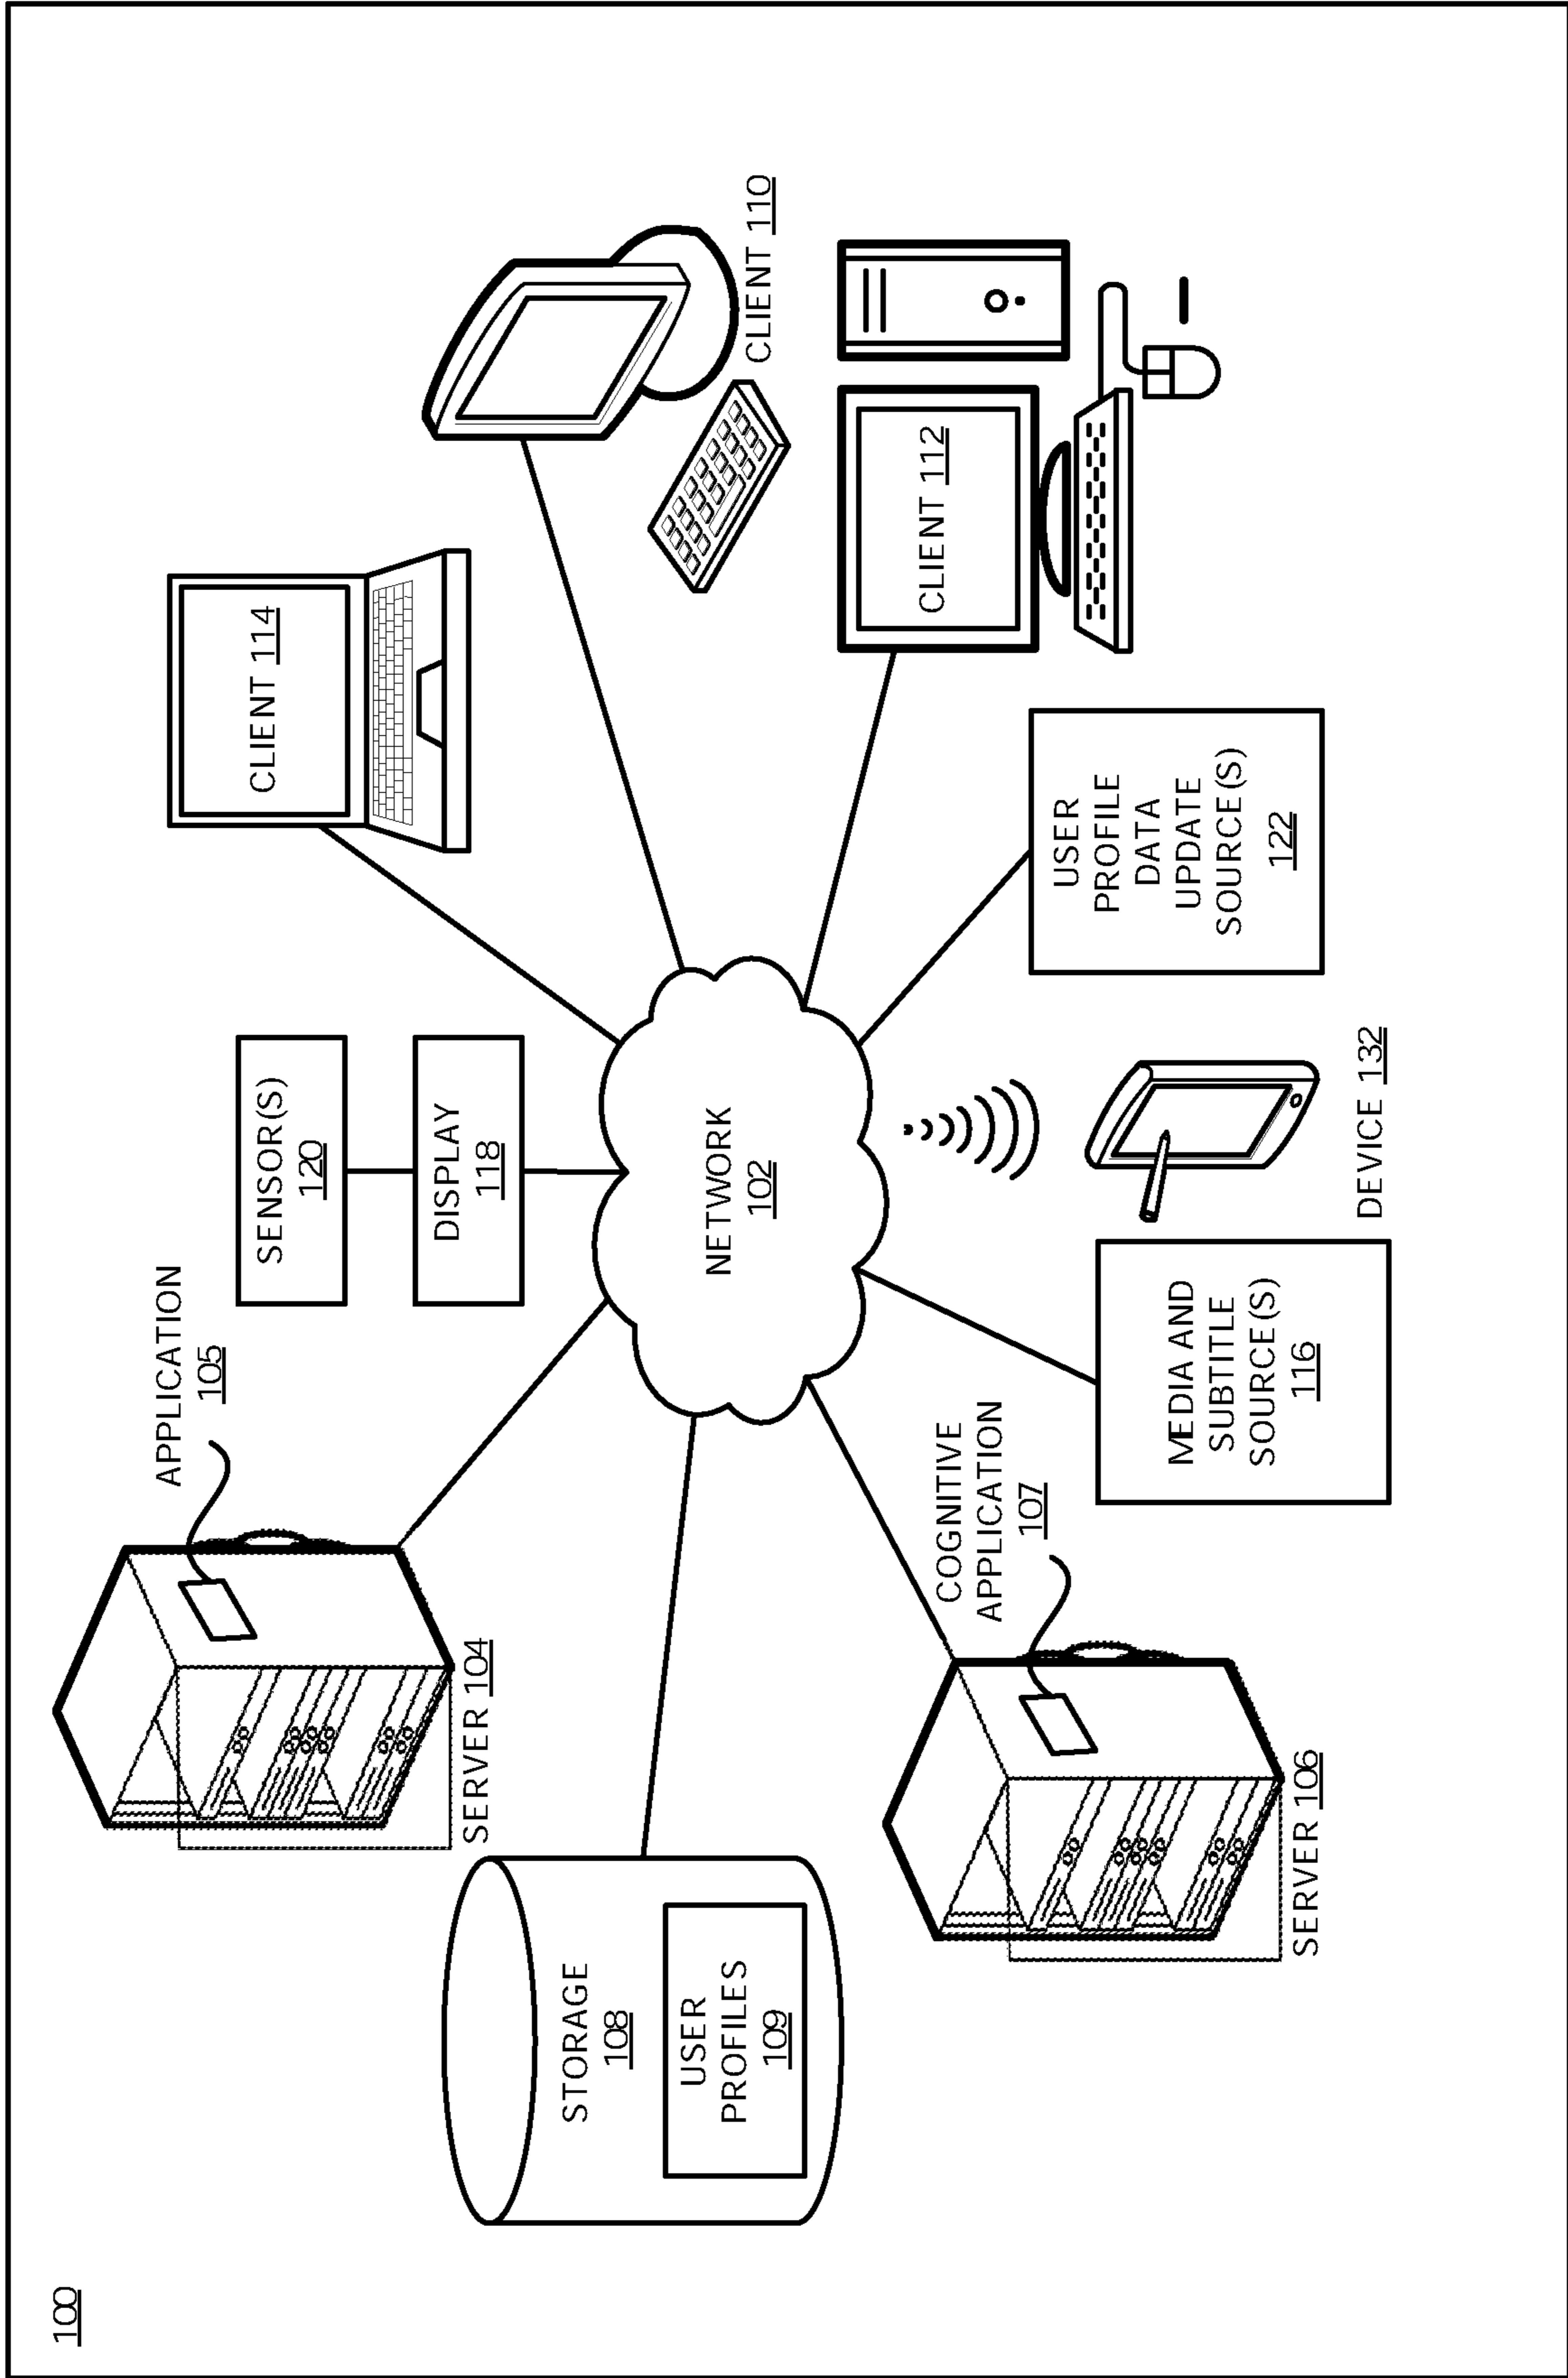 100
APPLICATION
105
SENSOR(S)
120
CLIENT 114
DISPLAY
118
SERVER 104
STORAGE
108
USER
PROFILES
109
NETWORK
102
CLIENT 110
COGNITIVE
APPLICATION
107
CLIENT 112
MEDIA AND
SUBTITLE
SOURCE(S)
116
USER
PROFILE
DATA
UPDATE
SOURCE(S)
122
SERVER 106
DEVICE 132